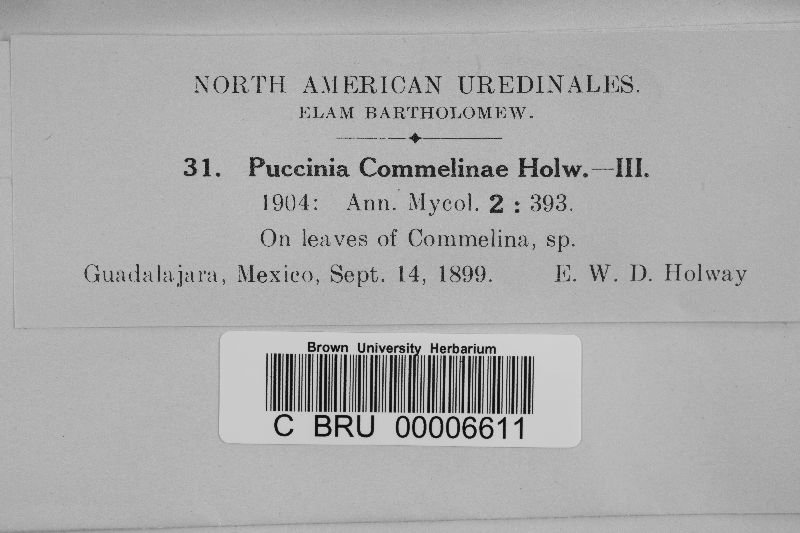 NORTH AMERICAN UREDINALES.
ELAM BARTHOLOMEW.
31. Puccinia Commelinae Holw.—III.
1904: Ann. Mycol. 2 : 393.
On leaves of Commelina, sp.
Guadalajara, Mexico, Sept. 14, 1899. E. W. D. Holway
Brown University Herbarium
C BRU 00006611